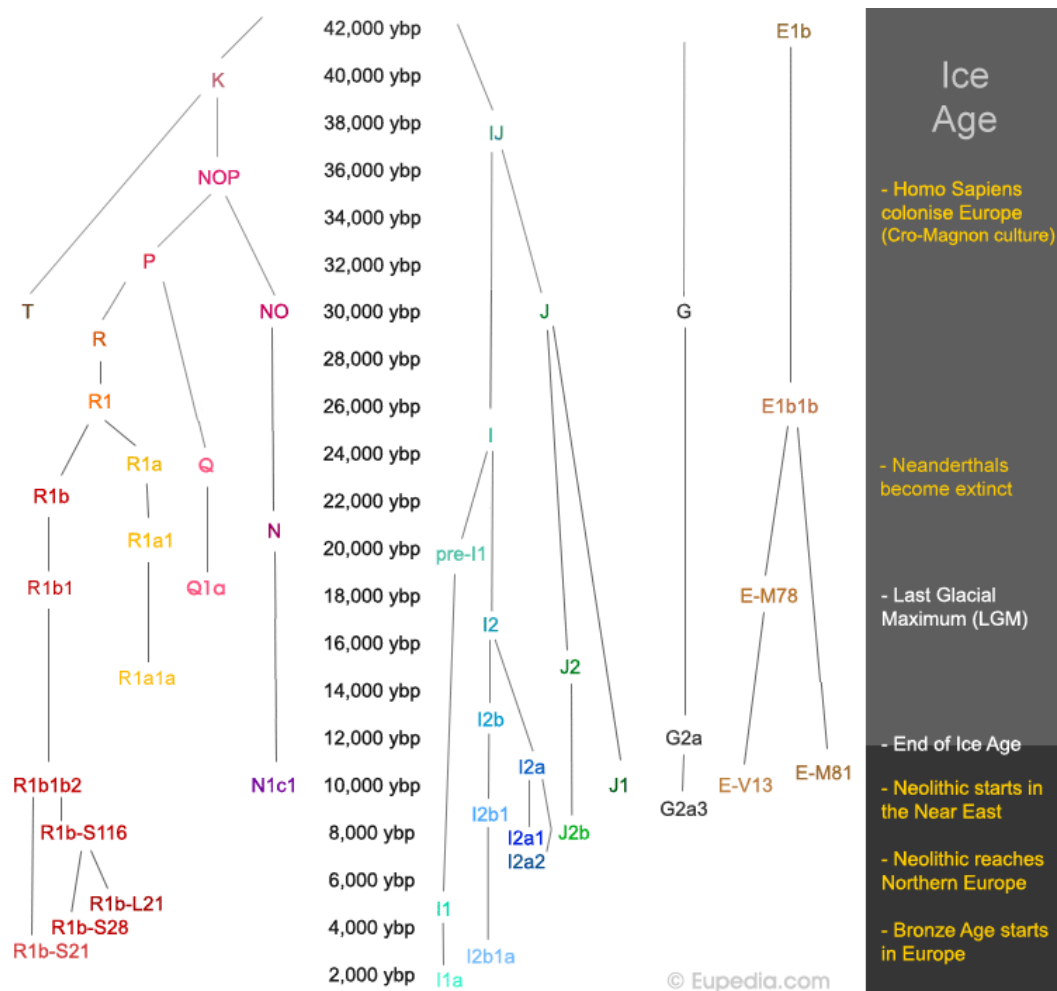 42,000 ybp
E1b
K
40,000 ybp
Ice
Age
38,000 ybp
IJ
NOP
36,000 ybp
- Homo Sapiens
colonise Europe
(Cro-Magnon culture)
34,000 ybp
P
32,000 ybp
T
NO
30,000 ybp
J
G
R
28,000 ybp
R1
26,000 ybp
E1b1b
I
R1a
Q
24,000 ybp
- Neanderthals
become extinct
R1b
22,000 ybp
N
R1a1
20,000 ybp
pre-I1
R1b1
Q1a
18,000 ybp
E-M78
- Last Glacial
Maximum (LGM)
I2
16,000 ybp
R1a1a
J2
14,000 ybp
I2b
12,000 ybp
G2a
- End of Ice Age
I2a
E-M81
R1b1b2
N1c1
10,000 ybp
J1
E-V13
- Neolithic starts in
the Near East
G2a3
I2b1
R1b-S116
8,000 ybp
I2a1
J2b
I2a2
- Neolithic reaches
Northern Europe
6,000 ybp
R1b-L21
I1
R1b-S28
4,000 ybp
- Bronze Age starts
in Europe
R1b-S21
I2b1a
2,000 ybp
I1a
© Eupedia.com